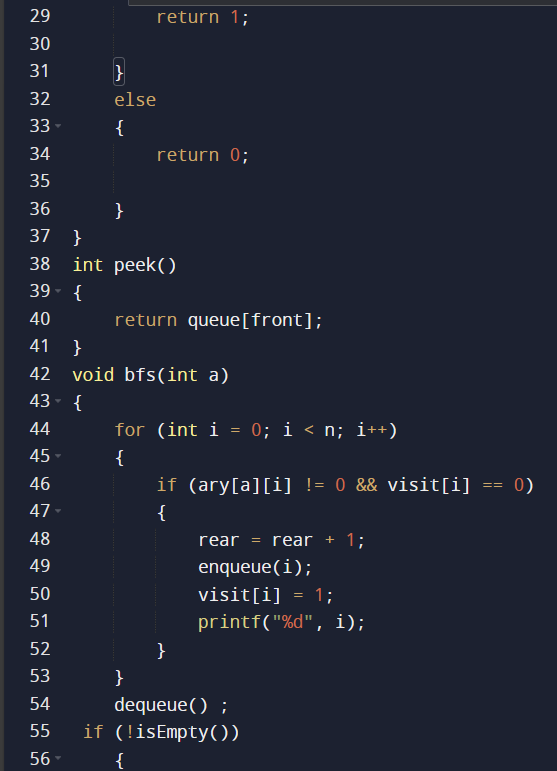 29 return 1;
30
31 }
32 else
33 {
34 return 0;
35
36 }
37 }
38 int peek()
39 {
40 return queue[front];
41 }
42 void bfs(int a)
43 {
44 for (int i = 0; i < n; i++)
45 {
46 if (ary[a][i] != 0 && visit[i] == 0)
47 {
48 rear = rear + 1;
49 enqueue(i);
50 visit[i] = 1;
51 printf("%d", i);
52 }
53 }
54 dequeue() ;
55 if (!isEmpty())
56 {